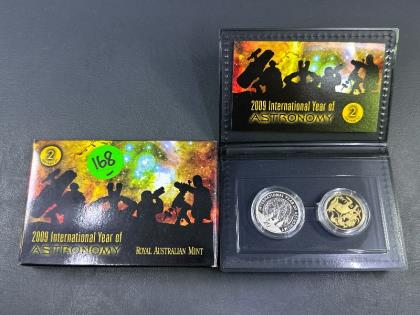 2
2009 International Year of
ASTRONOMY
168
2
2009 International Year of
ASTRONOMY
ROYAL AUSTRALIAN MINT